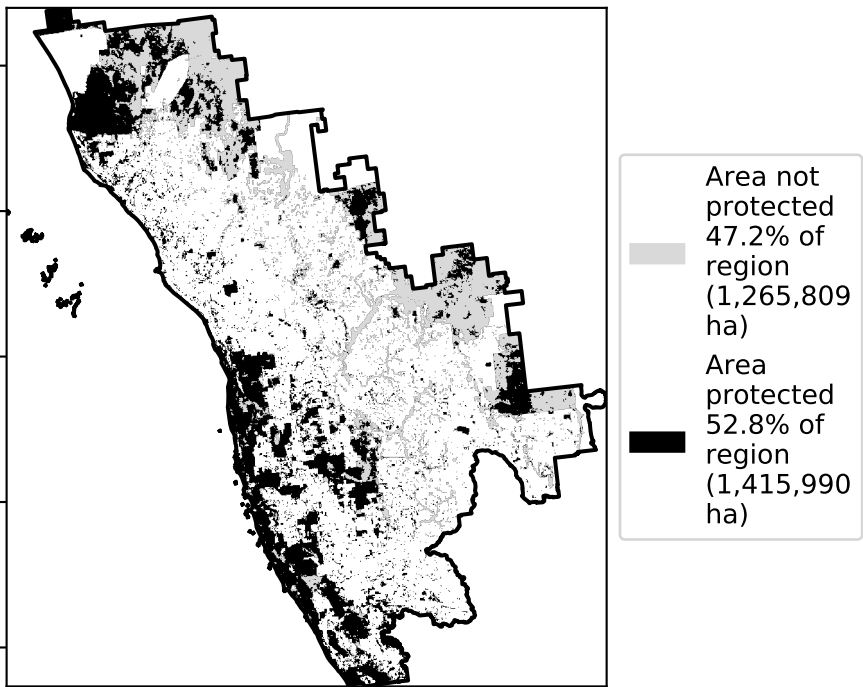 Area not
protected
47.2% of
region
(1,265,809
ha)
Area
protected
52.8% of
region
(1,415,990
ha)